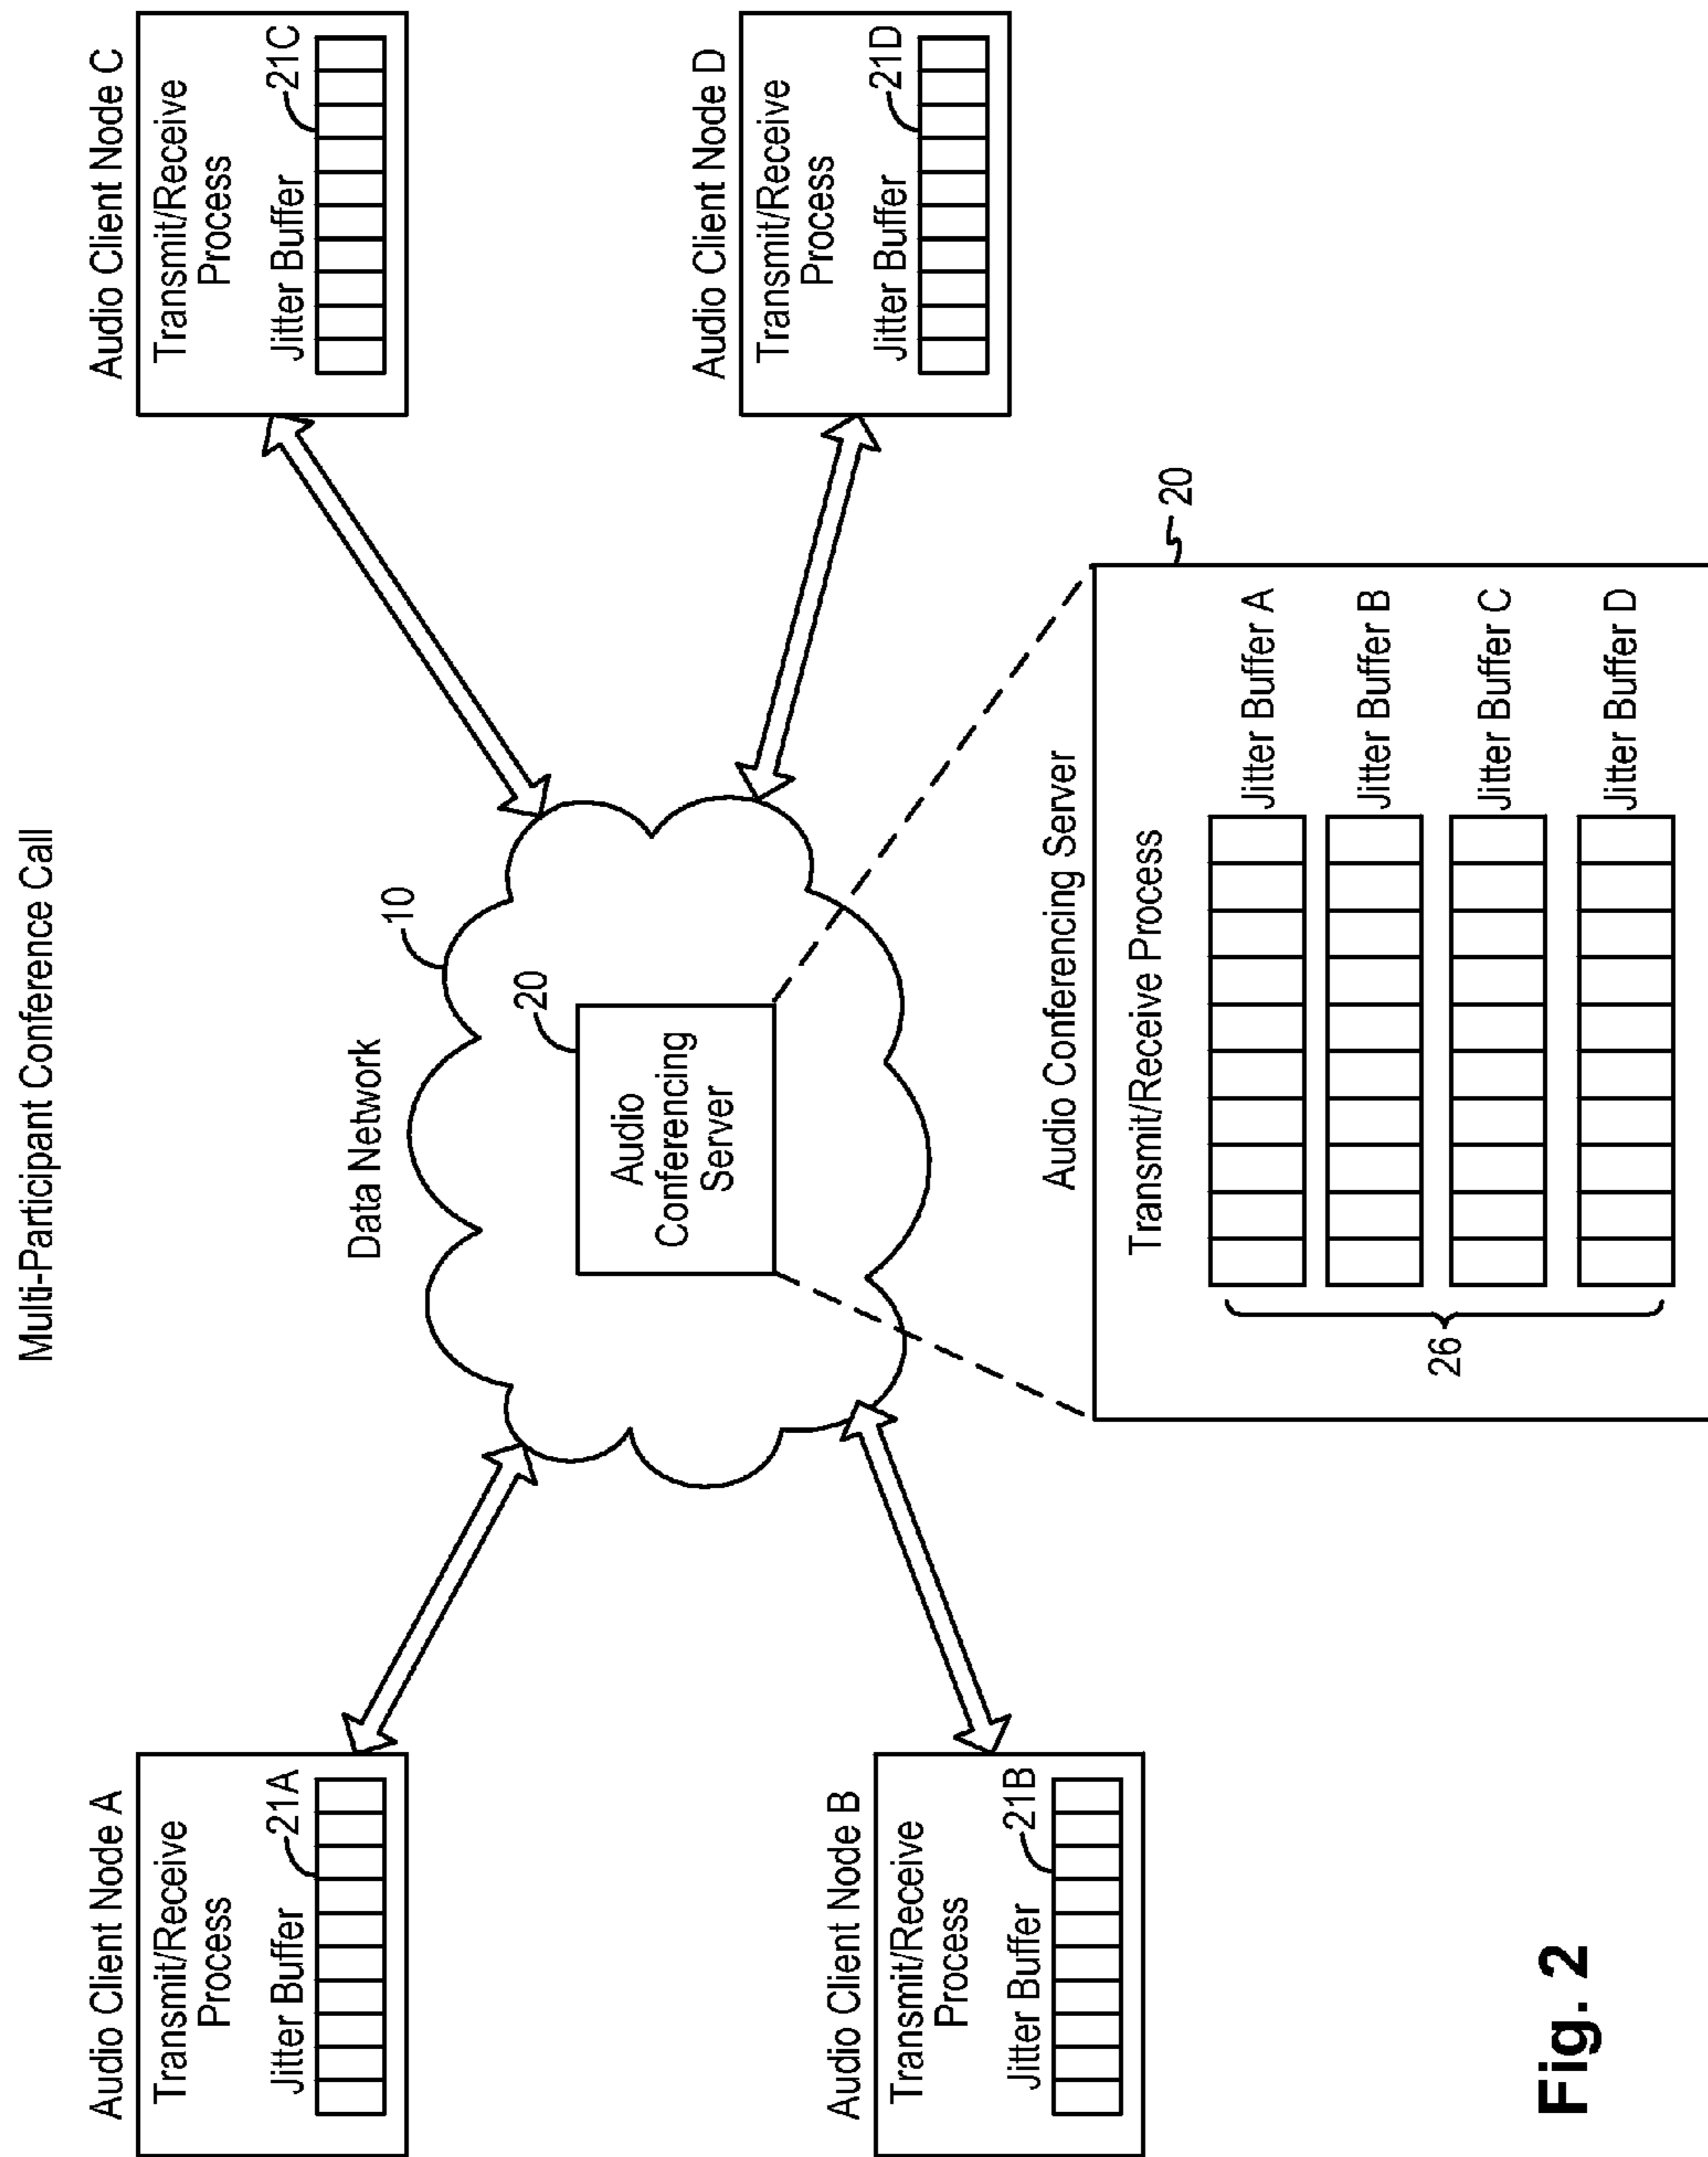 Multi-Participant Conference Call
Audio Client Node A
Transmit/Receive
Process
Jitter Buffer
21A
Audio Client Node C
Transmit/Receive
Process
Jitter Buffer
21C
Data Network
10
20
Audio
Conferencing
Server
Audio Client Node B
Transmit/Receive
Process
Jitter Buffer
21B
Audio Client Node D
Transmit/Receive
Process
Jitter Buffer
21D
Audio Conferencing Server
20
Transmit/Receive Process
Jitter Buffer A
Jitter Buffer B
Jitter Buffer C
Jitter Buffer D
26
Fig. 2